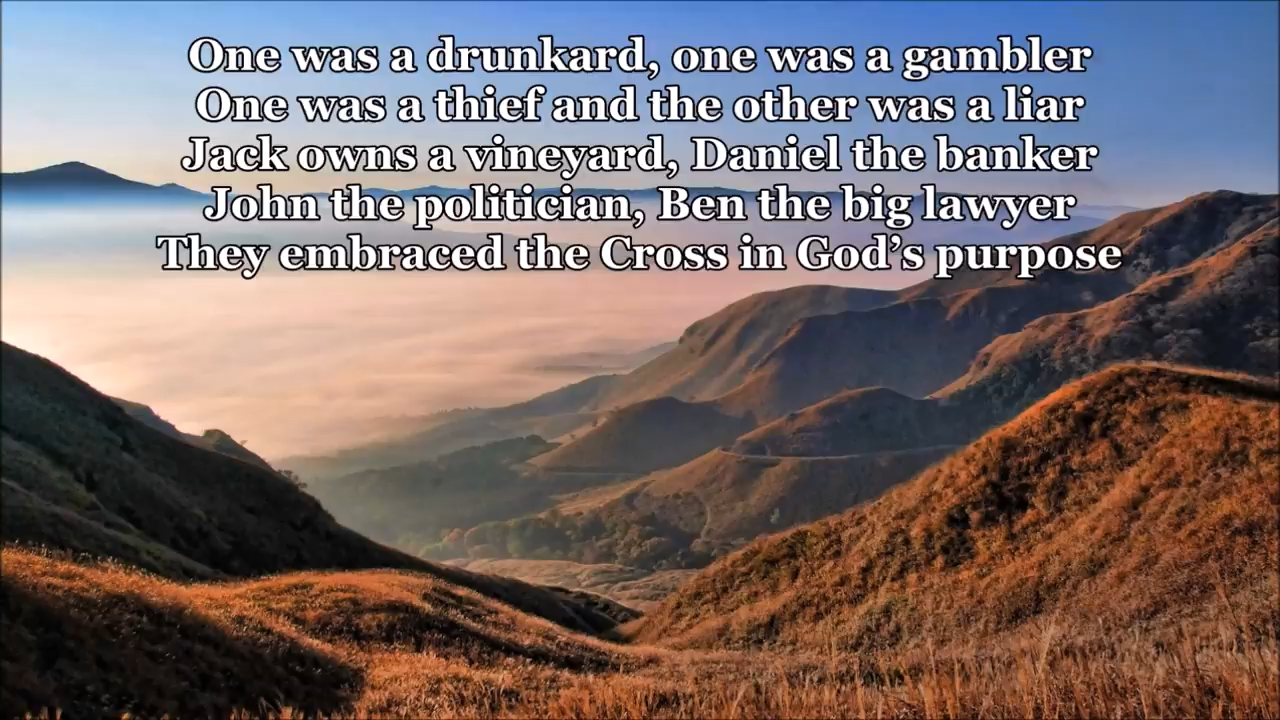 One was a drunkard, one was a gambler
One was a thief and the other was a liar
Jack owns a vineyard, Daniel the banker
John the politician, Ben the big lawyer
They embraced the Cross in God’s purpose